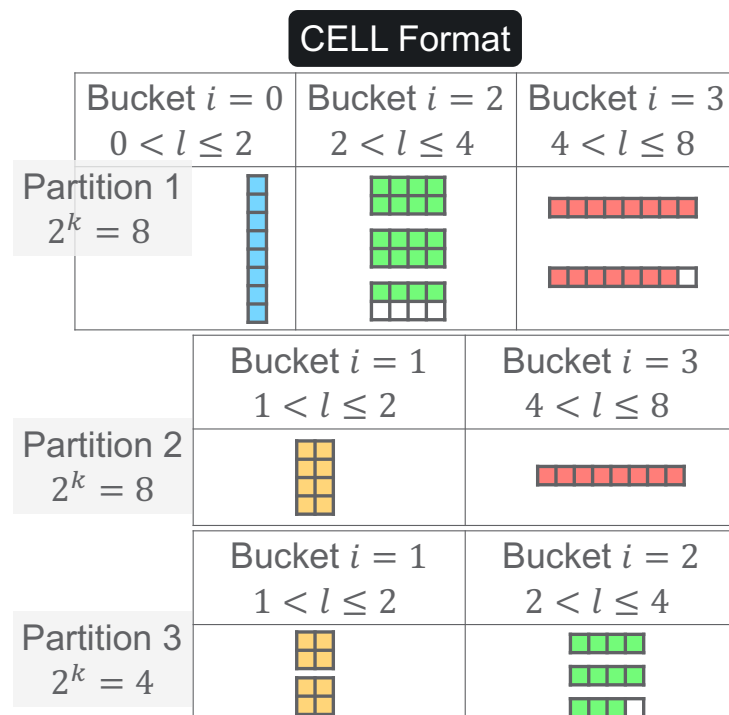 CELL Format
Bucket i = 0
0 < l ≤ 2
Bucket i = 2
2 < l ≤ 4
Bucket i = 3
4 < l ≤ 8
Partition 1
2^k = 8
Bucket i = 1
1 < l ≤ 2
Bucket i = 3
4 < l ≤ 8
Partition 2
2^k = 8
Bucket i = 1
1 < l ≤ 2
Bucket i = 2
2 < l ≤ 4
Partition 3
2^k = 4